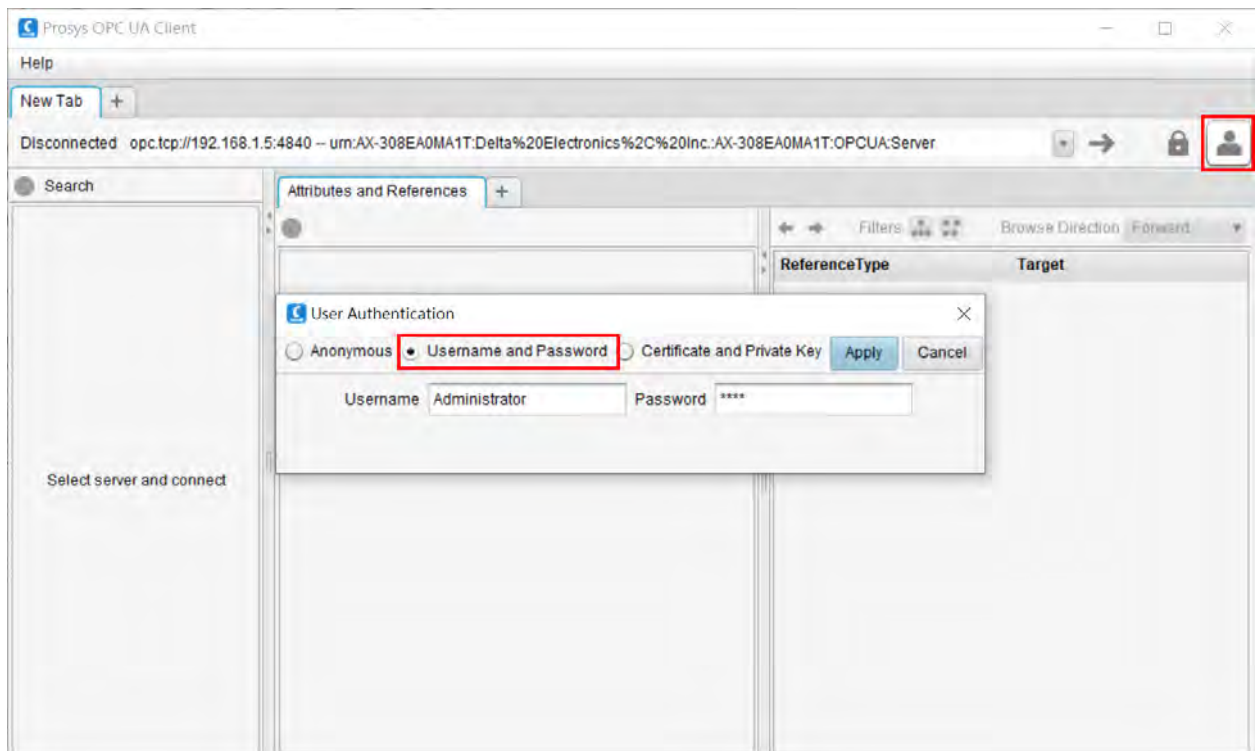 Prosys OPC UA Client
Help
New Tab +
Disconnected opc.tcp://192.168.1.5:4840 -- urn:AX-308EA0MA1T:Delta%20Electronics%2C%20Inc.:AX-308EA0MA1T:OPCUA:Server
Search
Attributes and References +
Filters Browse Direction Forward
ReferenceType Target
User Authentication
Anonymous Username and Password Certificate and Private Key Apply Cancel
Username Administrator Password ****
Select server and connect